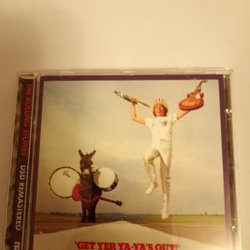 THE ROLLING STONES
DSD REMASTERED
'GET YER YA-YA'S OUT!'